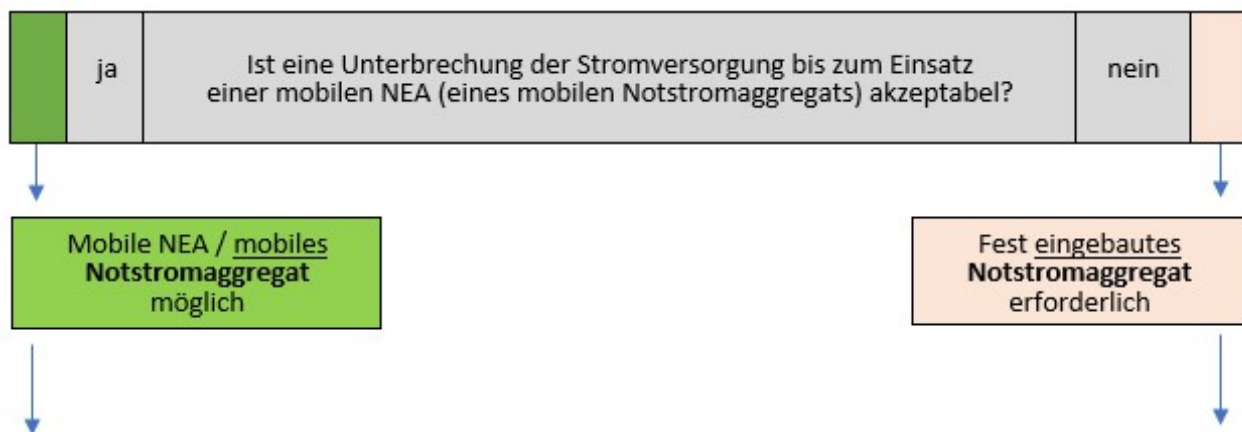 ja
Ist eine Unterbrechung der Stromversorgung bis zum Einsatz
einer mobilen NEA (eines mobilen Notstromaggregats) akzeptabel?
nein
Mobile NEA / mobiles
Notstromaggregat
möglich
Fest eingebautes
Notstromaggregat
erforderlich